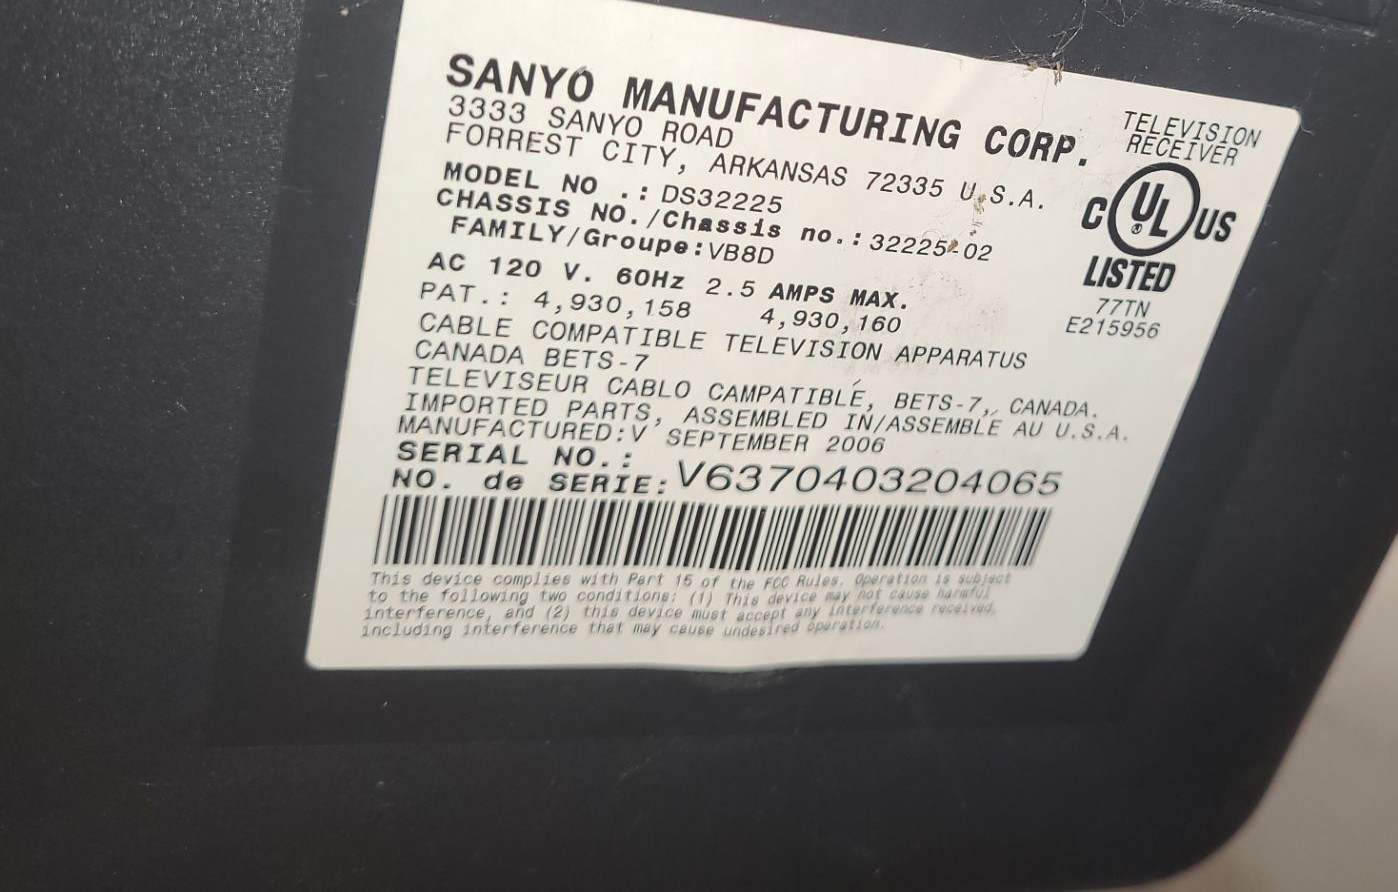 SANYO MANUFACTURING CORP.
3333 SANYO ROAD
FORREST CITY, ARKANSAS 72335 U.S.A.
MODEL NO .: DS32225
CHASSIS NO./Chassis no.: 32225-02
FAMILY/Groupe: VB8D
AC 120 V. 60Hz 2.5 AMPS MAX.
PAT.: 4,930,158 4,930,160
CABLE COMPATIBLE TELEVISION APPARATUS
CANADA BETS-7
TELEVISEUR CABLO CAMPATIBLÉ, BETS-7, CANADA.
IMPORTED PARTS, ASSEMBLED IN/ASSEMBLE AU U.S.A.
MANUFACTURED:V SEPTEMBER 2006
SERIAL NO.:
NO. de SERIE: V6370403204065
This device complies with Part 15 of the FCC Rules. Operation is subject
to the following two conditions: (1) This device may not cause harmful
interference, and (2) this device must accept any interference received,
including interference that may cause undesired operation.
TELEVISION
RECEIVER
C UL US
®
LISTED
77TN
E215956